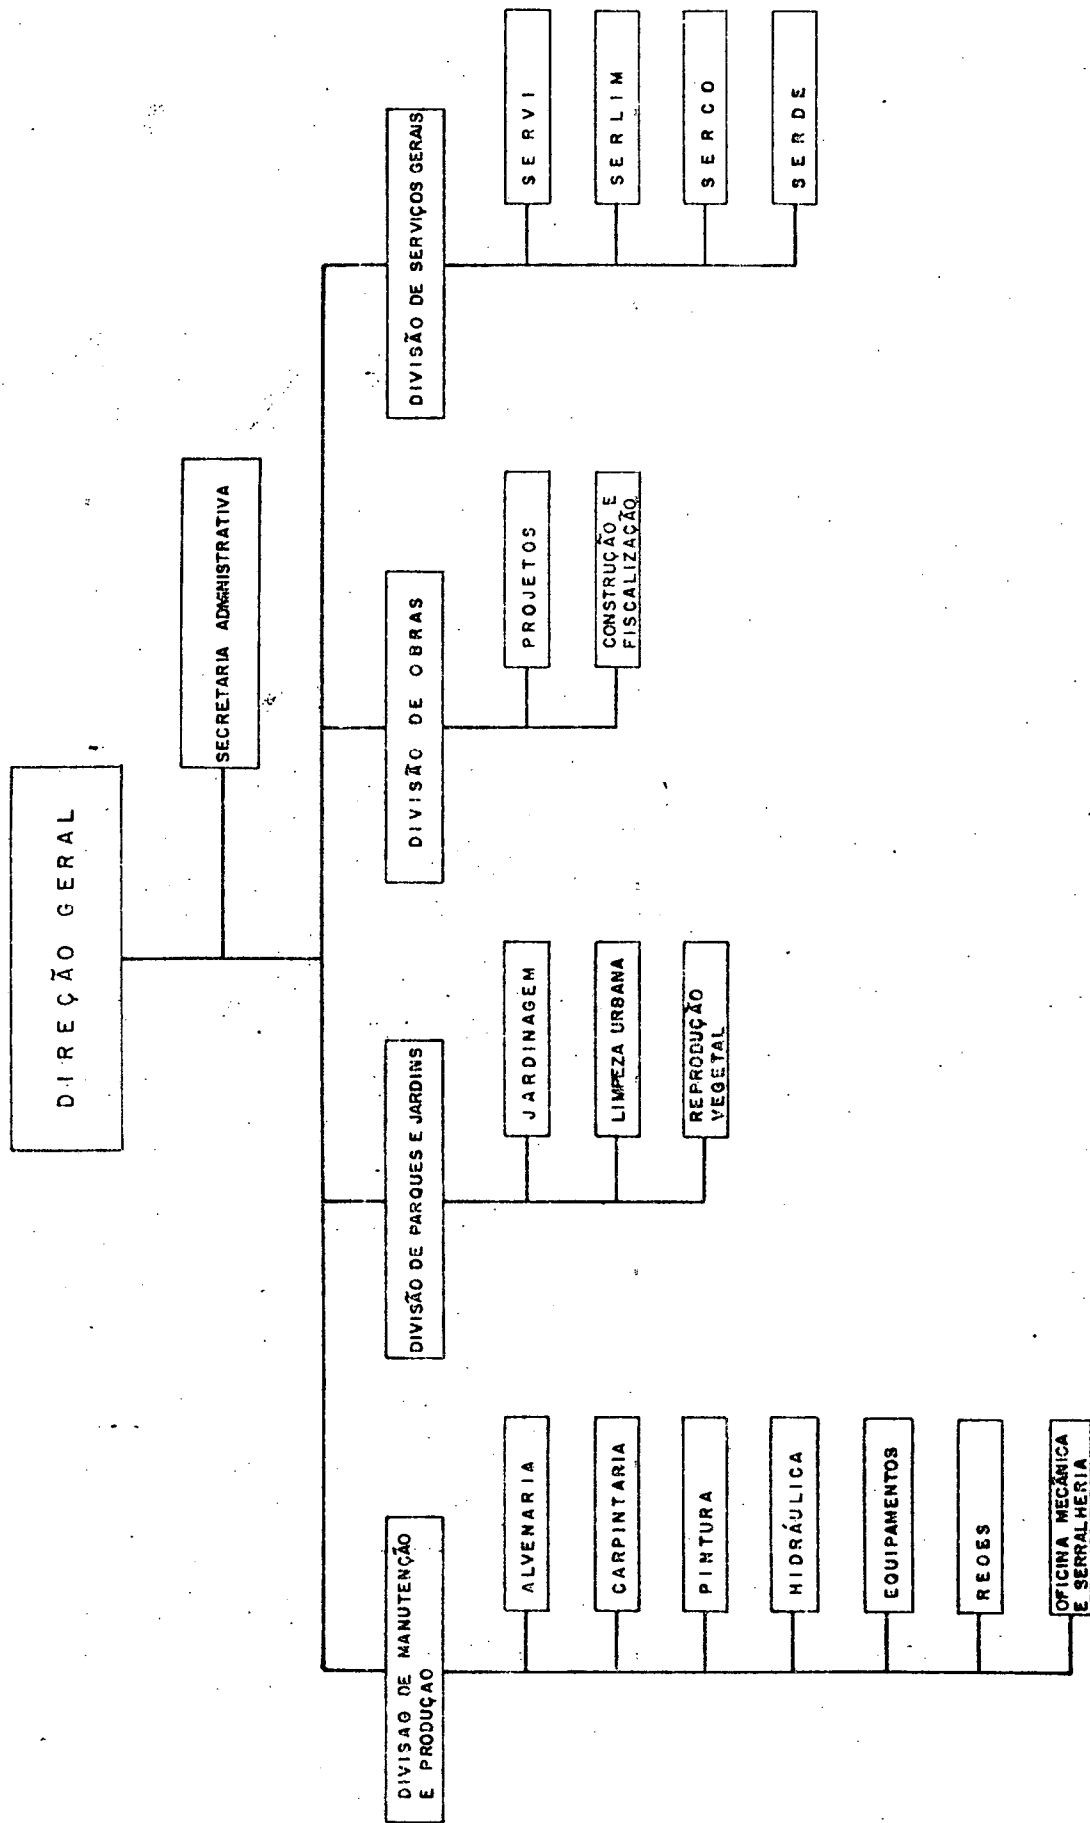 DIREÇÃO GERAL
SECRETARIA ADMINISTRATIVA
DIVISÃO DE MANUTENÇÃO
E PRODUÇÃO
ALVENARIA
CARPINTARIA
PINTURA
HIDRÁULICA
EQUIPAMENTOS
REDES
OFICINA MECÂNICA
E SERRALHERIA
DIVISÃO DE PARQUES E JARDINS
JARDINAGEM
LIMPEZA URBANA
REPRODUÇÃO
VEGETAL
DIVISÃO DE OBRAS
PROJETOS
CONSTRUÇÃO E
FISCALIZAÇÃO
DIVISÃO DE SERVIÇOS GERAIS
SERVI
SERLIM
SERCO
SERDE